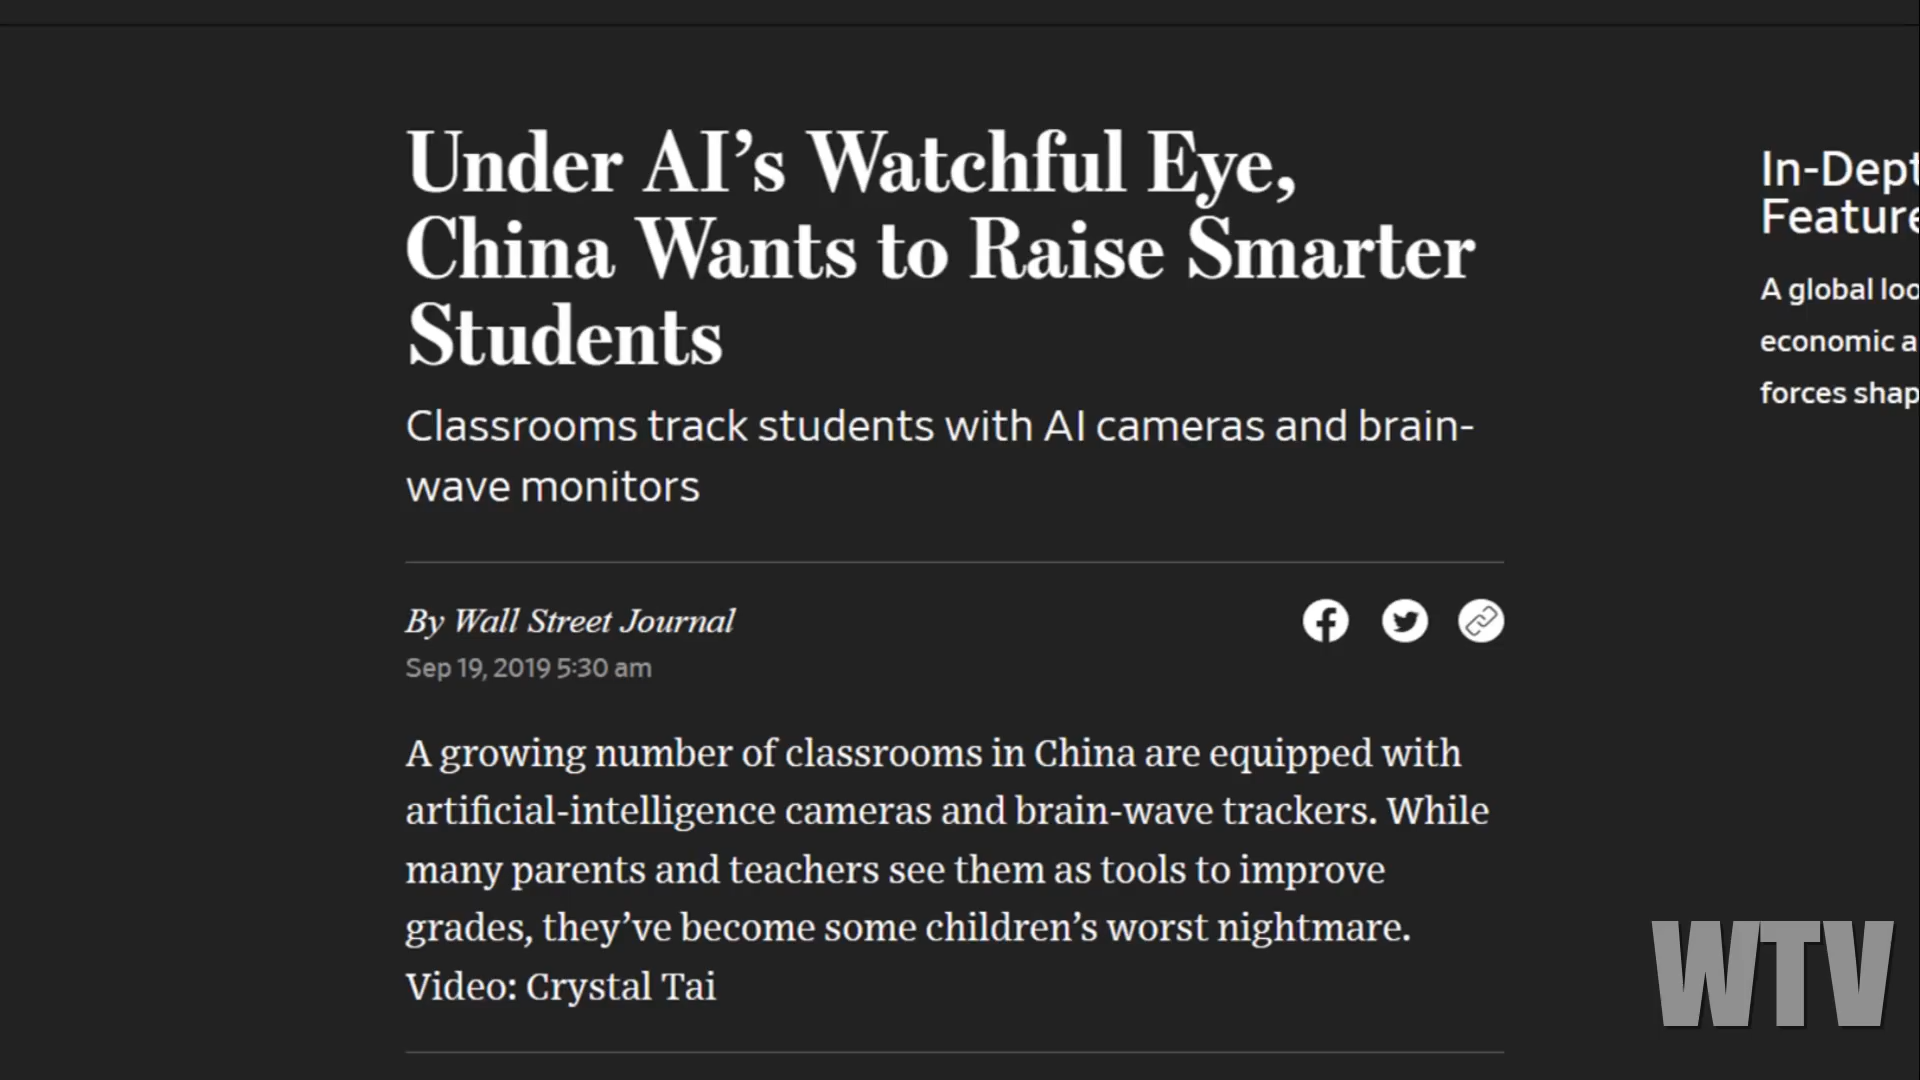 Under AI’s Watchful Eye,
China Wants to Raise Smarter
Students
Classrooms track students with AI cameras and brain-
wave monitors
By Wall Street Journal
Sep 19, 2019 5:30 am
A growing number of classrooms in China are equipped with
artificial-intelligence cameras and brain-wave trackers. While
many parents and teachers see them as tools to improve
grades, they’ve become some children’s worst nightmare.
Video: Crystal Tai
In-Dept
Feature
A global loo
economic a
forces shap
WTV